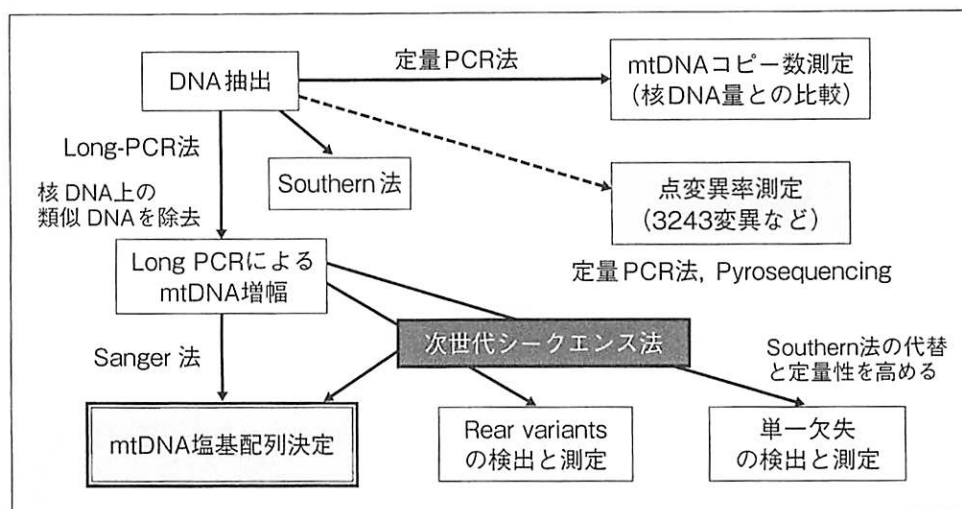 DNA抽出
定量PCR法
mtDNAコピー数測定
（核DNA量との比較）
Long-PCR法
核DNA上の
類似DNAを除去
Southern法
点変異率測定
（3243変異など）
定量PCR法, Pyrosequencing
Long PCRによる
mtDNA増幅
次世代シークエンス法
Sanger 法
Southern法の代替
と定量性を高める
mtDNA塩基配列決定
Rear variants
の検出と測定
単一欠失
の検出と測定